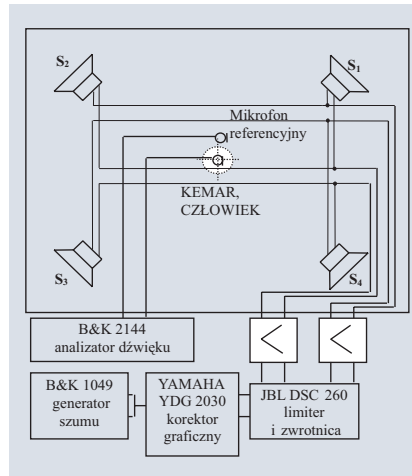 S₂
S₁
Mikrofon
referencyjny
KEMAR,
CZŁOWIEK
S₃
S₄
B&K 2144
analizator dźwięku
B&K 1049
generator
szumu
YAMAHA
YDG 2030
korektor
graficzny
JBL DSC 260
limiter
i zwrotnica